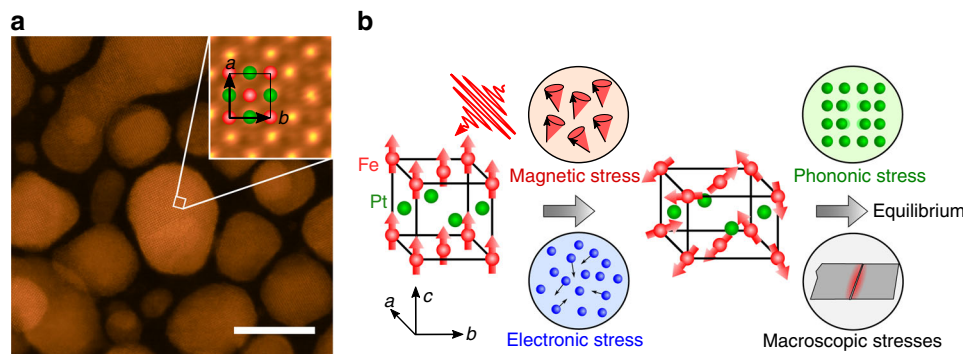 a
b
a
b
Fe
Pt
Magnetic stress
Electronic stress
a
c
b
Phononic stress
Equilibrium
Macroscopic stresses